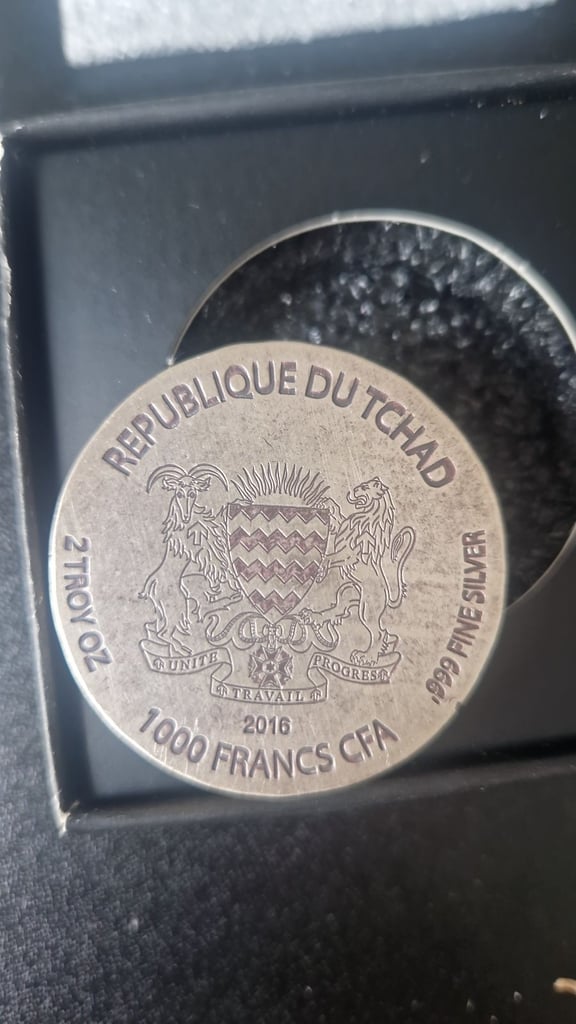 REPUBLIQUE DU TCHAD
2 TROY OZ
.999 FINE SILVER
UNITE
TRAVAIL
PROGRES
2016
1000 FRANCS CFA